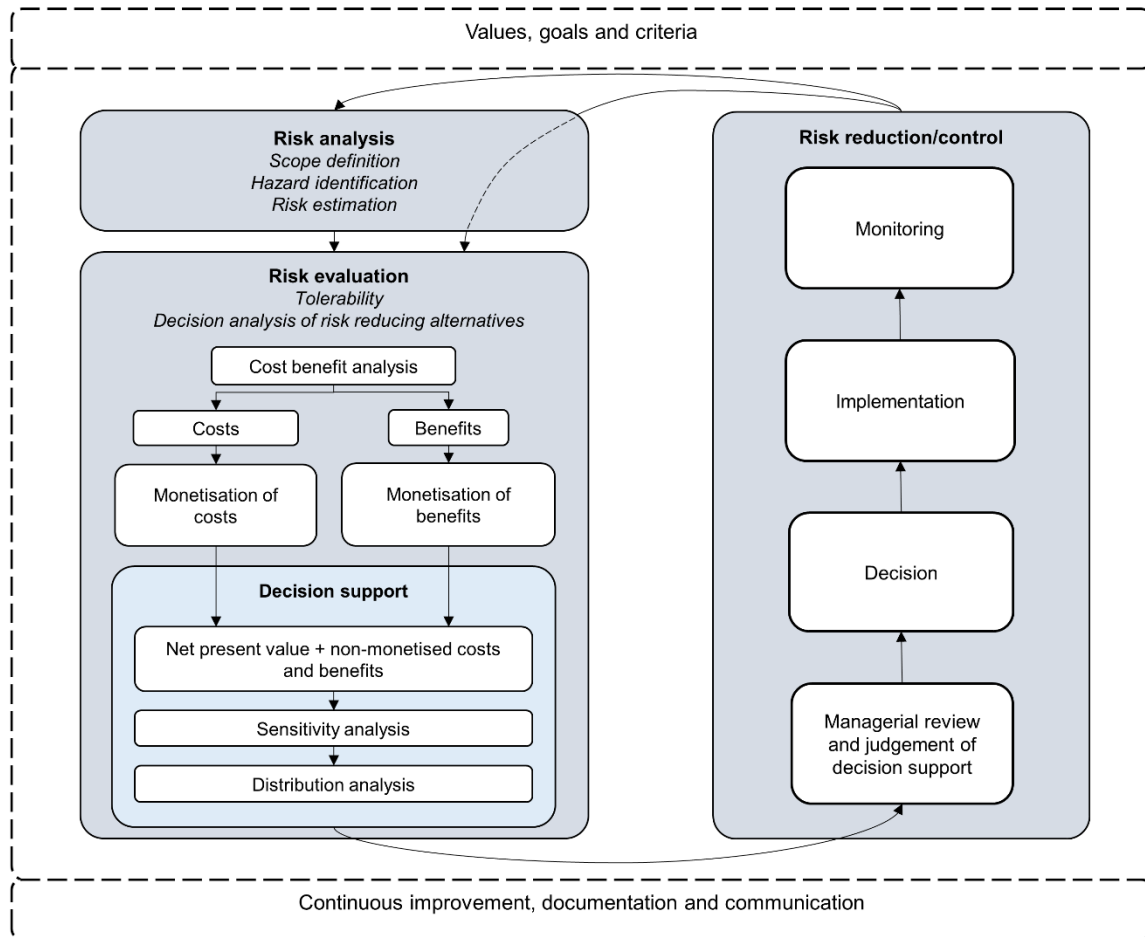 Values, goals and criteria
Risk analysis
Scope definition
Hazard identification
Risk estimation
Risk evaluation
Tolerability
Decision analysis of risk reducing alternatives
Cost benefit analysis
Costs
Benefits
Monetisation of
costs
Monetisation of
benefits
Decision support
Net present value + non-monetised costs
and benefits
Sensitivity analysis
Distribution analysis
Risk reduction/control
Monitoring
Implementation
Decision
Managerial review
and judgement of
decision support
Continuous improvement, documentation and communication